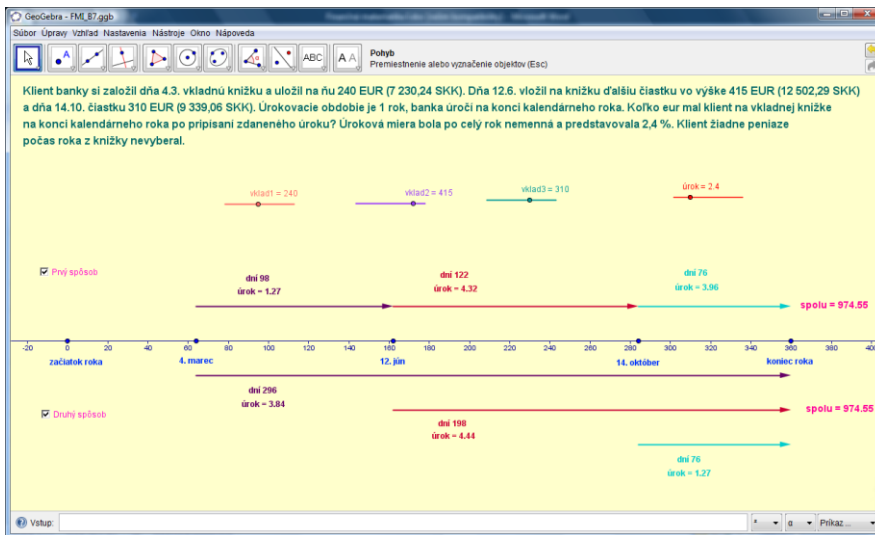 GeoGebra - FMI_B7.ggb
Súbor Úpravy Vzhľad Nastavenia Nástroje Okno Nápoveda
A
ABC
A A
Pohyb
Premiestnenie alebo vyznačenie objektov (Esc)
Klient banky si založil dňa 4.3. vkladnú knižku a uložil na ňu 240 EUR (7 230,24 SKK). Dňa 12.6. vložil na knižku ďalšiu čiastku vo výške 415 EUR (12 502,29 SKK)
a dňa 14.10. čiastku 310 EUR (9 339,06 SKK). Úrokovacie obdobie je 1 rok, banka úročí na konci kalendárneho roka. Koľko eur mal klient na vkladnej knižke
na konci kalendárneho roka po pripísaní zdaneného úroku? Úroková miera bola po celý rok nemenná a predstavovala 2,4 %. Klient žiadne peniaze
počas roka z knižky nevyberal.
vklad1 = 240
vklad2 = 415
vklad3 = 310
úrok = 2.4
Prvý spôsob
dní 98
úrok = 1.27
dní 122
úrok = 4.32
dní 76
úrok = 3.96
spolu = 974.55
-20 0 20 40 60 80 100 120 140 160 180 200 220 240 260 280 300 320 340 360 380 400
začiatok roka
4. marec
12. jún
14. október
koniec roka
dní 296
úrok = 3.84
Druhý spôsob
spolu = 974.55
dní 198
úrok = 4.44
dní 76
úrok = 1.27
Vstup:
α
Príkaz...